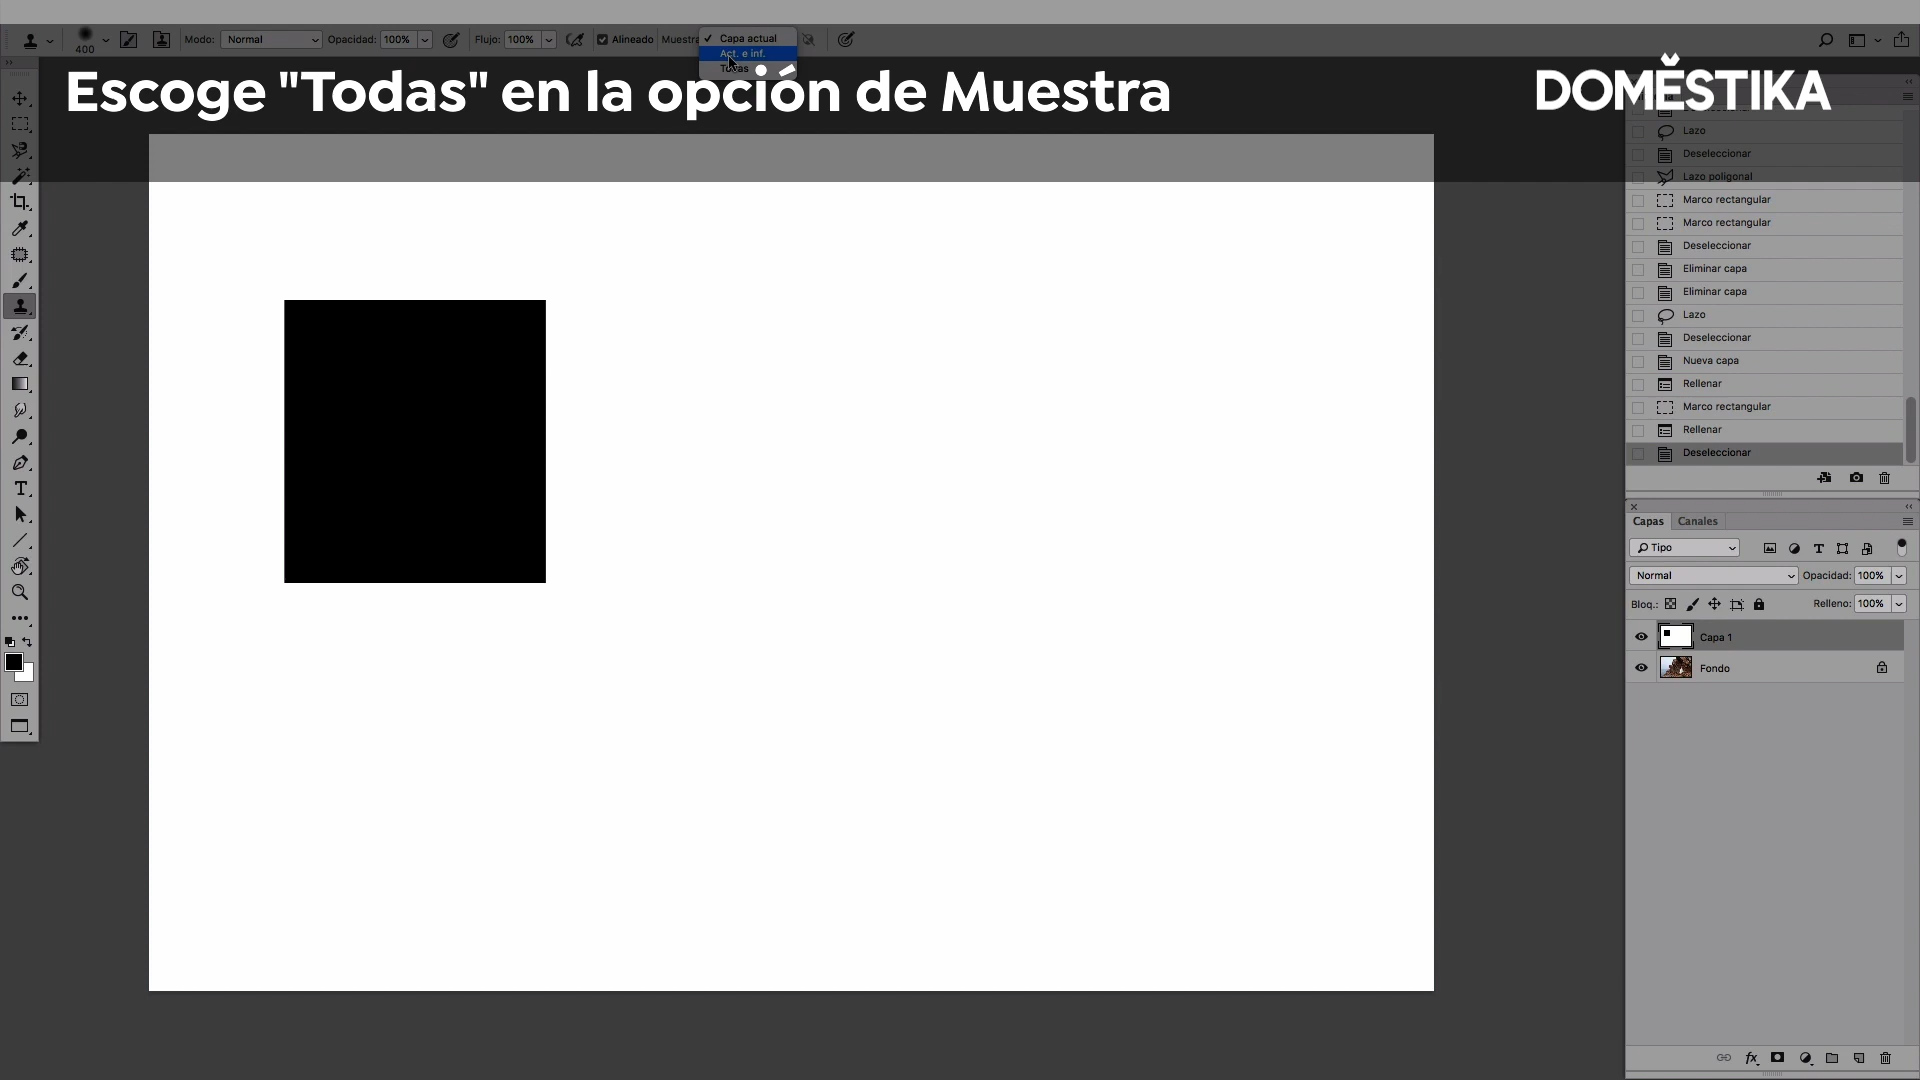 Modo: Normal Opacidad: 100% Flujo: 100% Alineado Muestra
400
Capa actual
Act. e inf.
Todas
Escoge "Todas" en la opción de Muestra
DOMĚSTIKA
Lazo
Deseleccionar
Lazo poligonal
Marco rectangular
Marco rectangular
Deseleccionar
Eliminar capa
Eliminar capa
Lazo
Deseleccionar
Nueva capa
Rellenar
Marco rectangular
Rellenar
Deseleccionar
Capas Canales
Tipo
Normal Opacidad: 100%
Bloq.: Relleno: 100%
Capa 1
Fondo